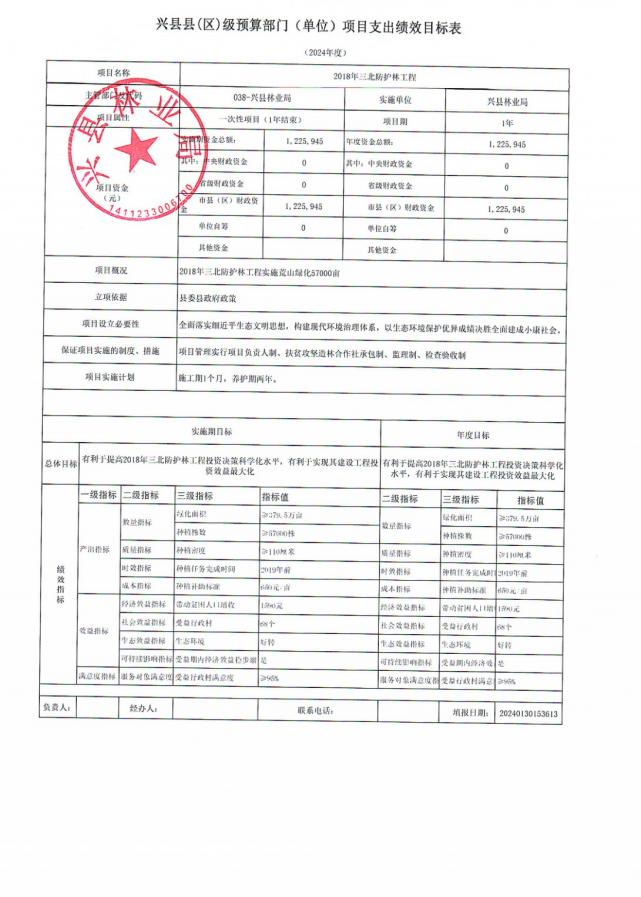 兴县县(区)级预算部门（单位）项目支出绩效目标表
（2024年度）
项目名称 2018年三北防护林工程
主管部门及代码 038-兴县林业局 实施单位 兴县林业局
项目属性 一次性项目（1年结束） 项目期 1年
项目资金（元） 实施期资金总额： 1,225,945 年度资金总额： 1,225,945
其中：中央财政资金 0 其中：中央财政资金 0
省级财政资金 0 省级财政资金 0
市县（区）财政资金 1,225,945 市县（区）财政资金 1,225,945
单位自筹 0 单位自筹 0
其他资金 其他资金
兴县林业局
1411233006700
项目概况 2018年三北防护林工程实施荒山绿化57000亩
立项依据 县委县政府政策
项目设立必要性 全面落实细近平生态文明思想，构建现代环境治理体系，以生态环境保护优异成绩决胜全面建成小康社会。
保证项目实施的制度、措施 项目管理实行项目负责人制、扶贫攻坚造林合作社承包制、监理制、检查验收制
项目实施计划 施工期1个月，养护期两年。
实施期目标 年度目标
总体目标 有利于提高2018年三北防护林工程投资决策科学化水平，有利于实现其建设工程投资效益最大化 有利于提高2018年三北防护林工程投资决策科学化水平，有利于实现其建设工程投资效益最大化
绩效指标 一级指标 二级指标 三级指标 指标值 二级指标 三级指标 指标值
产出指标 数量指标 绿化面积 ≥379.5万亩 数量指标 绿化面积 ≥379.5万亩
种植株数 ≥57000株 种植株数 ≥57000株
质量指标 种植密度 ≥110厘米 质量指标 种植密度 ≥110厘米
时效指标 种植任务完成时间 2019年前 时效指标 种植任务完成时 2019年前
成本指标 种植补助标准 650元/亩 成本指标 种植补助标准 650元/亩
效益指标 经济效益指标 带动贫困人口增收 1590元 经济效益指标 带动贫困人口增 1590元
社会效益指标 受益行政村 68个 社会效益指标 受益行政村 68个
生态效益指标 生态环境 好转 生态效益指标 生态环境 好转
可持续影响指标 受益期内经济效益稳步增 是 可持续影响指标 受益期内经济效 是
满意度指标 服务对象满意度 受益行政村满意度 ≥95% 服务对象满意度指 受益行政村满意 ≥95%
负责人： 经办人： 联系电话： 填报日期： 20240130153613